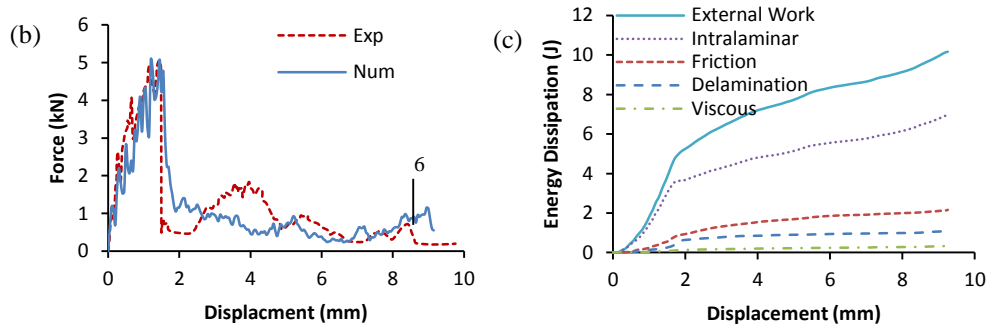 (b)
Force (kN)
6
5
4
3
2
1
0
Exp
Num
6
0 2 4 6 8 10
Displacment (mm)
(c)
Energy Dissipation (J)
12
10
8
6
4
2
0
External Work
Intralaminar
Friction
Delamination
Viscous
0 2 4 6 8 10
Displacement (mm)